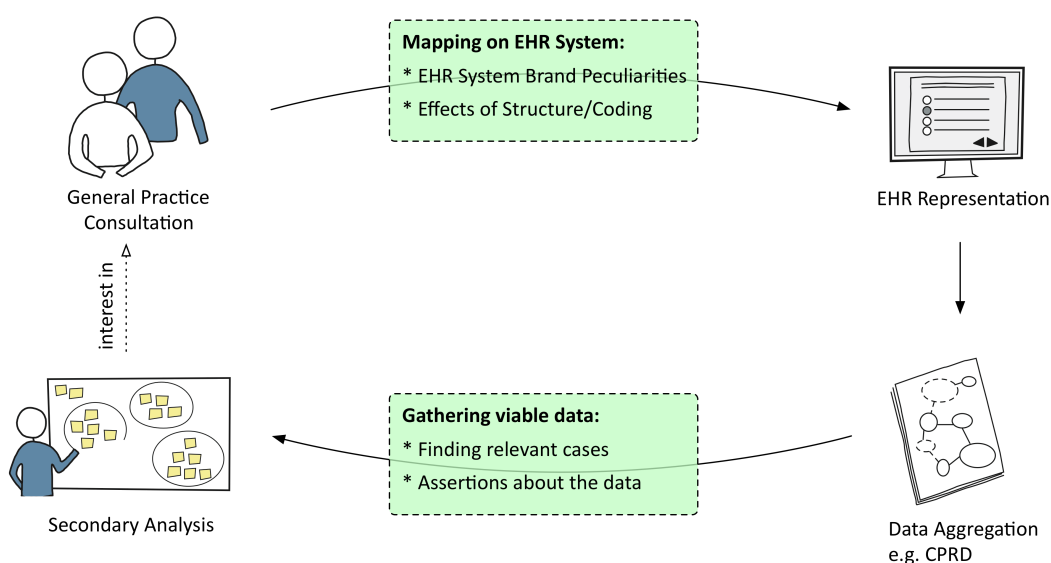 Mapping on EHR System:
* EHR System Brand Peculiarities
* Effects of Structure/Coding
General Practice
Consultation
EHR Representation
interest in
Gathering viable data:
* Finding relevant cases
* Assertions about the data
Secondary Analysis
Data Aggregation
e.g. CPRD